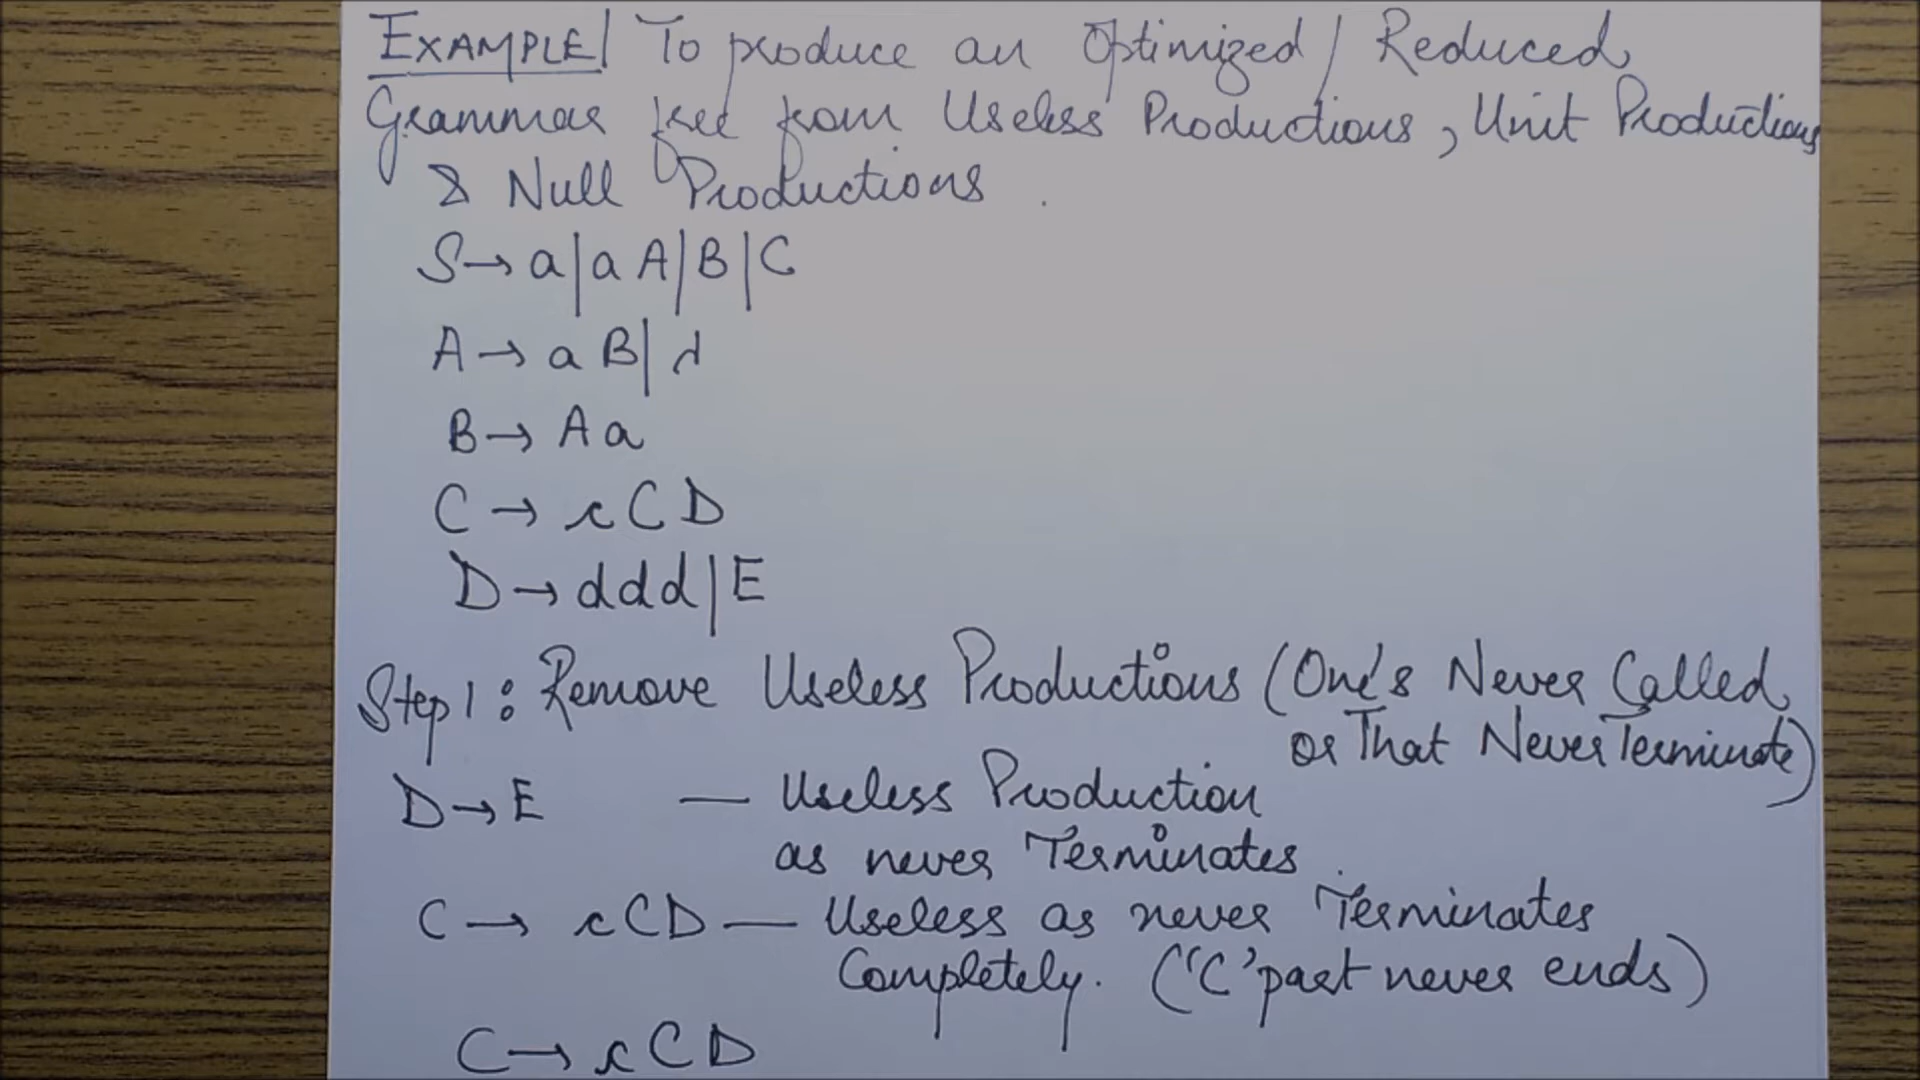 EXAMPLE/ To produce an Optimized / Reduced
Grammar free from Useless Productions, Unit Productions
& Null Productions.
S→ a|aA|B|C
A→ aB|λ
B→ Aa
C→ cCD
D→ddd|E
Step 1: Remove Useless Productions (One's Never Called
or That Never Terminate)
D→E — Useless Production
as never Terminates.
C→ cCD — Useless as never Terminates
Completely. ('C' part never ends)
C→ cCD